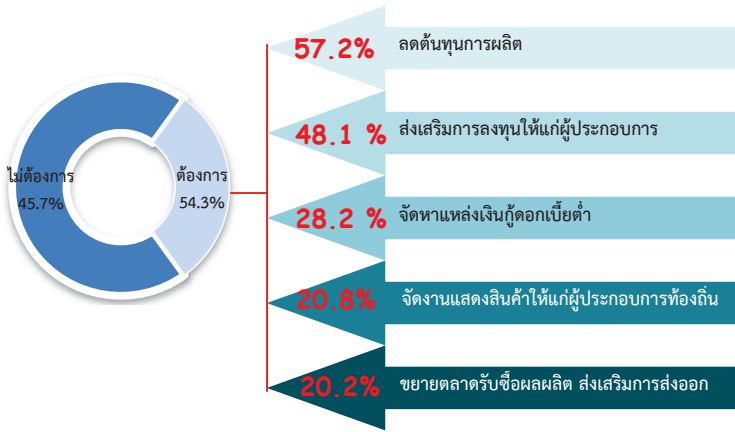 ไม่ต้องการ
45.7%
ต้องการ
54.3%
57.2% ลดต้นทุนการผลิต
48.1 % ส่งเสริมการลงทุนให้แก่ผู้ประกอบการ
28.2 % จัดหาแหล่งเงินกู้ดอกเบี้ยต่ำ
20.8% จัดงานแสดงสินค้าให้แก่ผู้ประกอบการท้องถิ่น
20.2% ขยายตลาดรับซื้อผลผลิต ส่งเสริมการส่งออก